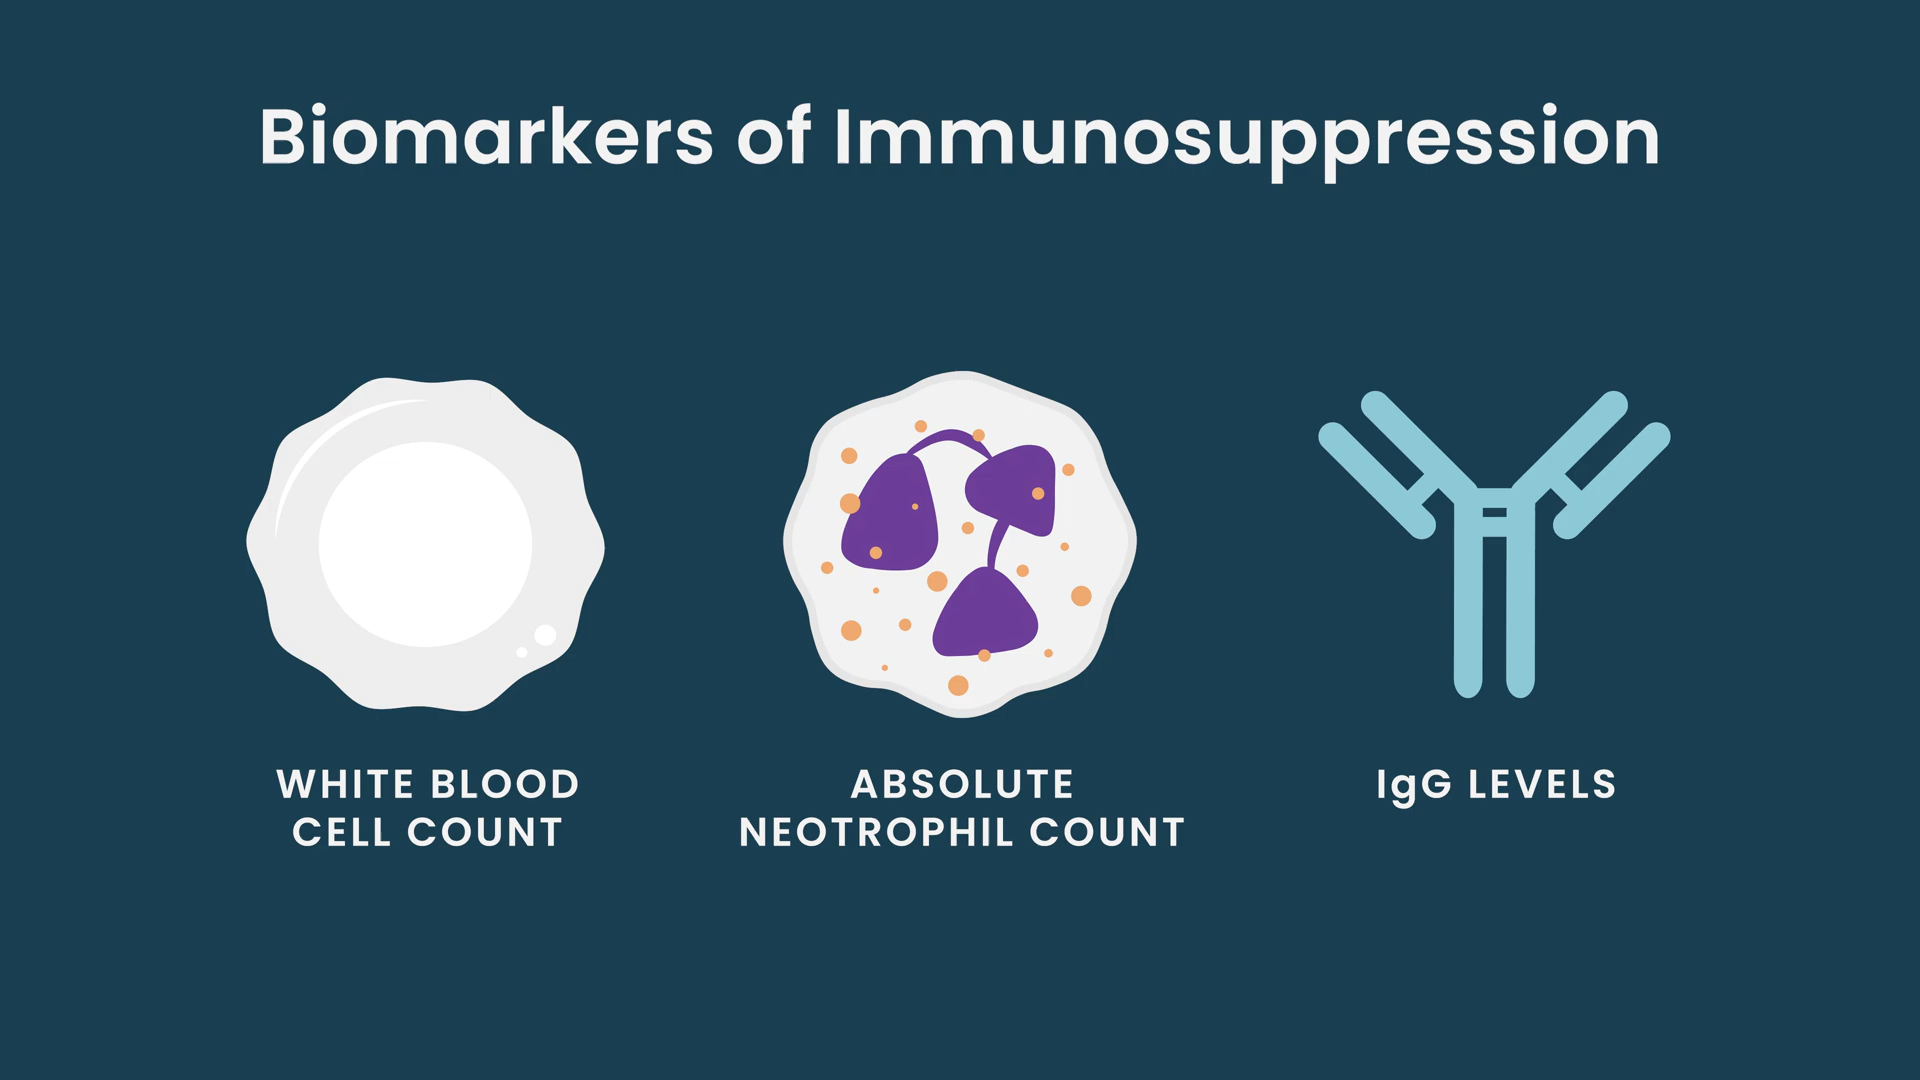 Biomarkers of Immunosuppression
WHITE BLOOD
CELL COUNT
ABSOLUTE
NEOTROPHIL COUNT
IgG LEVELS